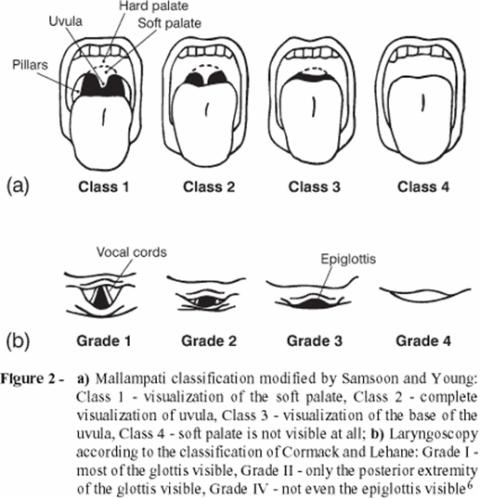 (a)
Hard palate
Uvula
Soft palate
Pillars
Class 1
Class 2
Class 3
Class 4
(b)
Vocal cords
Epiglottis
Grade 1
Grade 2
Grade 3
Grade 4
Figure 2 - a) Mallampati classification modified by Samsoon and Young:
Class 1 - visualization of the soft palate, Class 2 - complete
visualization of uvula, Class 3 - visualization of the base of the
uvula, Class 4 - soft palate is not visible at all; b) Laryngoscopy
according to the classification of Cormack and Lehane: Grade I -
most of the glottis visible, Grade II - only the posterior extremity
of the glottis visible, Grade IV - not even the epiglottis visible6